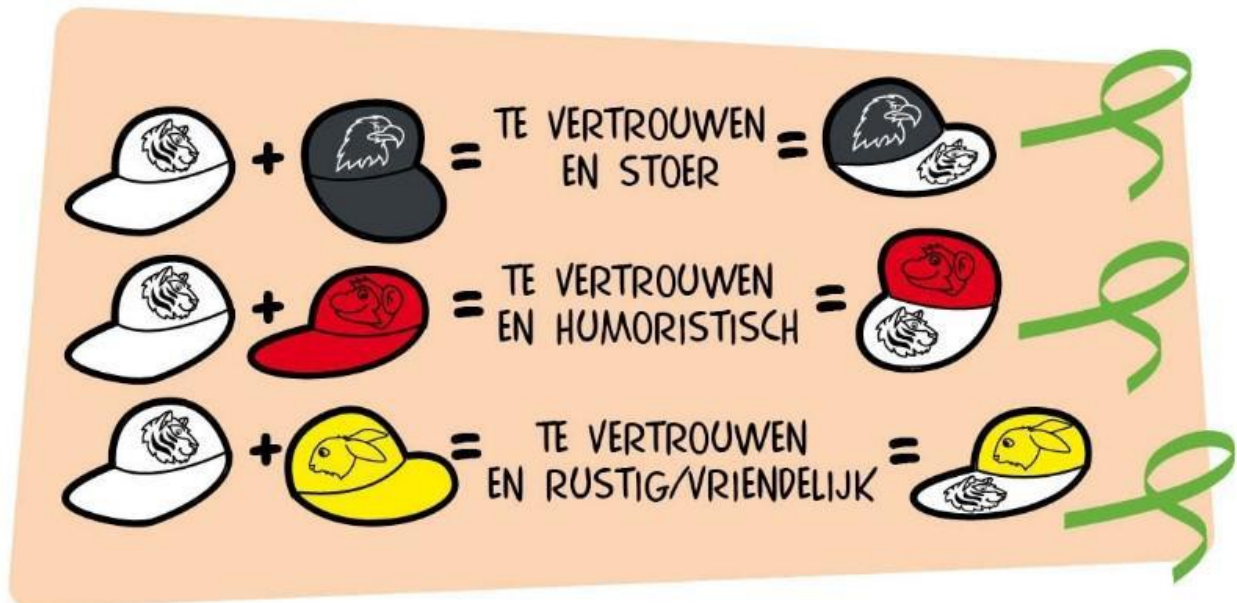 + = TE VERTROUWEN =
EN STOER
+ = TE VERTROUWEN =
EN HUMORISTISCH
+ = TE VERTROUWEN =
EN RUSTIG/VRIENDELIJK